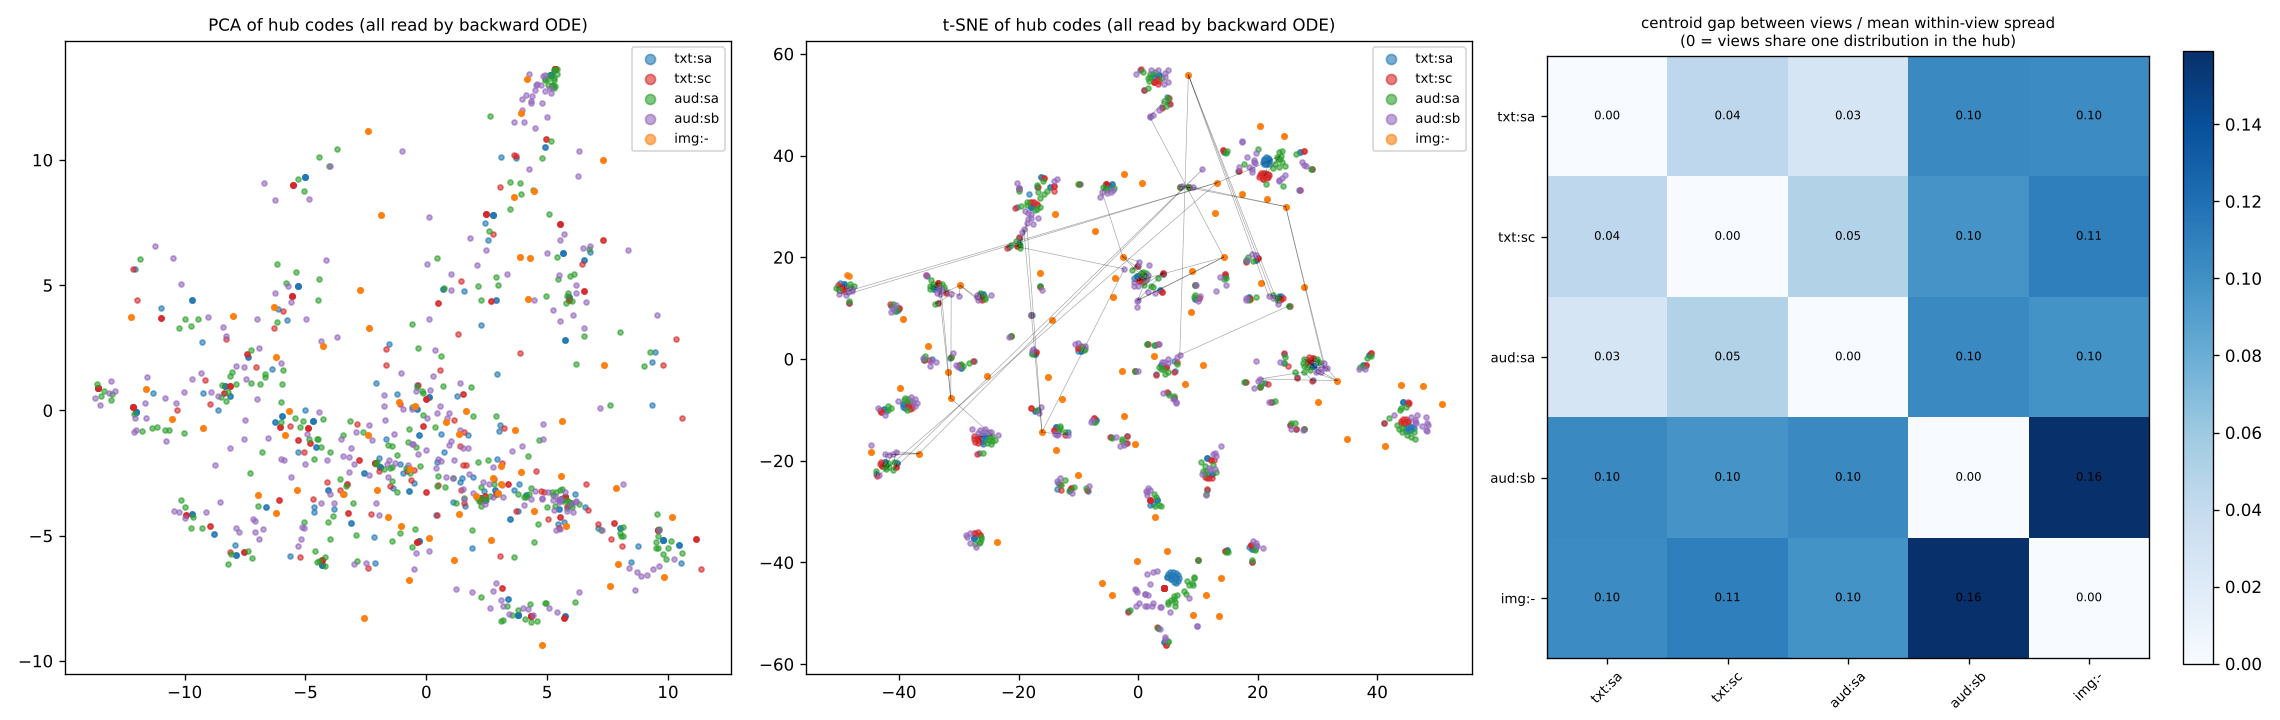 PCA of hub codes (all read by backward ODE)
txt:sa
txt:sc
aud:sa
aud:sb
img:-
10
5
0
−5
−10
−10
−5
0
5
10
t-SNE of hub codes (all read by backward ODE)
txt:sa
txt:sc
aud:sa
aud:sb
img:-
60
40
20
0
−20
−40
−60
−40
−20
0
20
40
centroid gap between views / mean within-view spread
(0 = views share one distribution in the hub)
txt:sa
0.00
0.04
0.03
0.10
0.10
txt:sc
0.04
0.00
0.05
0.10
0.11
aud:sa
0.03
0.05
0.00
0.10
0.10
aud:sb
0.10
0.10
0.10
0.00
0.16
img:-
0.10
0.11
0.10
0.16
0.00
txt:sa
txt:sc
aud:sa
aud:sb
img:-
0.14
0.12
0.10
0.08
0.06
0.04
0.02
0.00